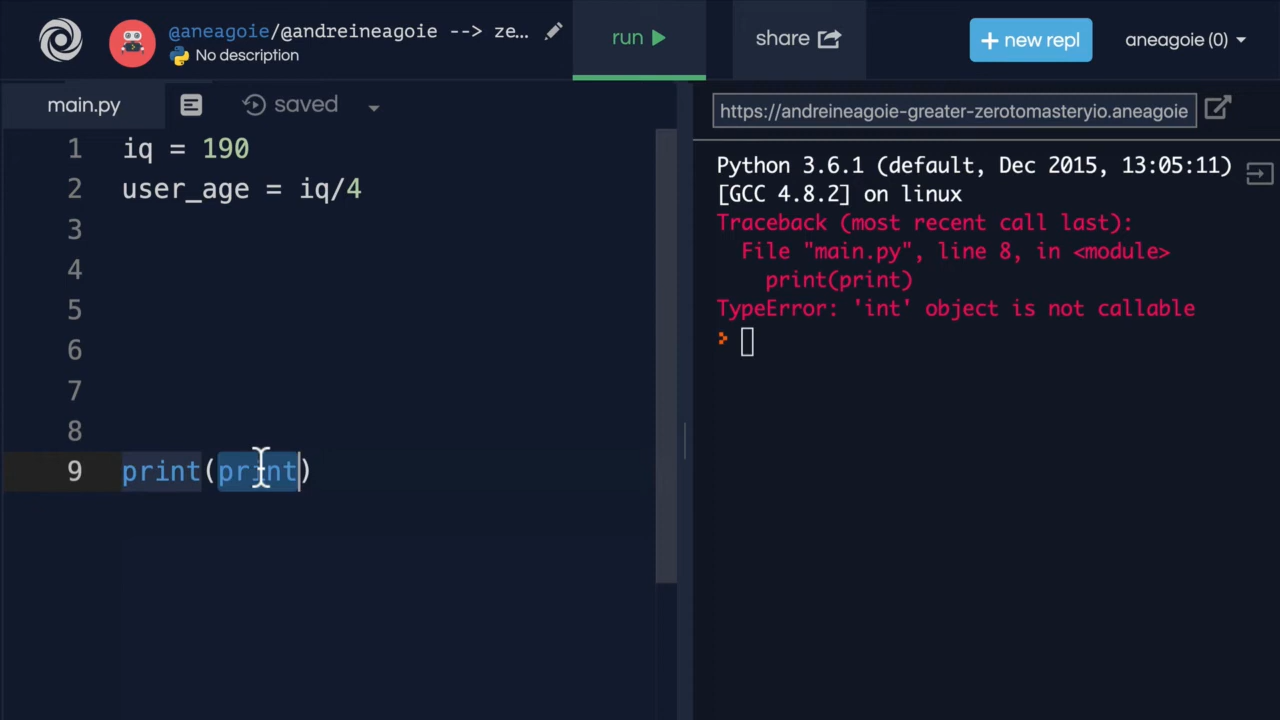 @aneagoie/@andreineagoie --> ze...
No description
run
share
+ new repl
aneagoie (0)
main.py
saved
https://andreineagoie-greater-zerotomasteryio.aneagoie
1 iq = 190
2 user_age = iq/4
3
4
5
6
7
8
9 print(print)
Python 3.6.1 (default, Dec 2015, 13:05:11)
[GCC 4.8.2] on linux
Traceback (most recent call last):
File "main.py", line 8, in <module>
print(print)
TypeError: 'int' object is not callable